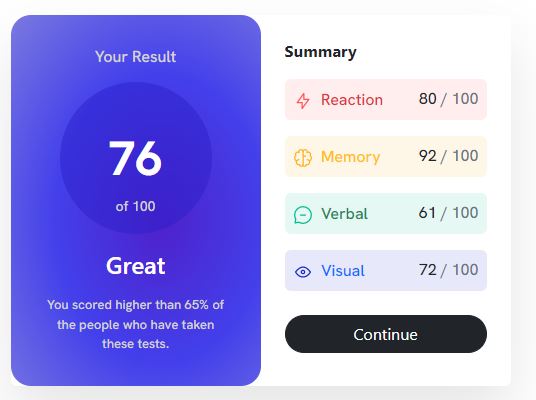 Your Result
76
of 100
Great
You scored higher than 65% of
the people who have taken
these tests.
Summary
Reaction 80 / 100
Memory 92 / 100
Verbal 61 / 100
Visual 72 / 100
Continue